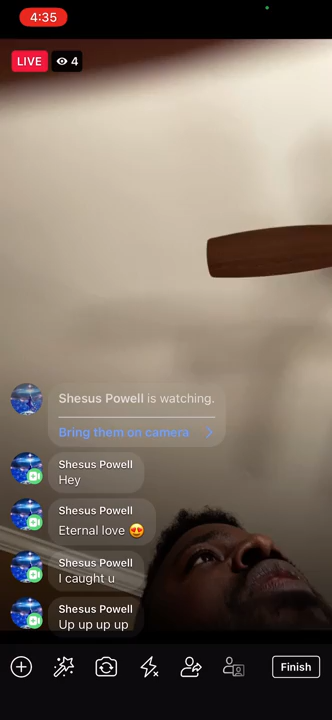 4:35
LIVE
4
Shesus Powell is watching.
Bring them on camera
Shesus Powell
Hey
Shesus Powell
Eternal love 😍
Shesus Powell
I caught u
Shesus Powell
Up up up up
Finish